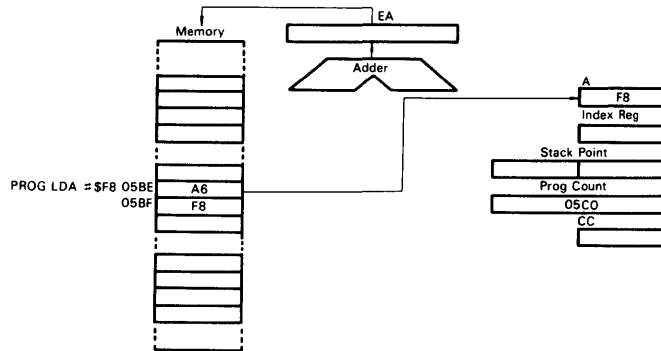 EA
Memory
Adder
A
F8
Index Reg
Stack Point
PROG LDA =$F8 05BE A6
05BF F8
Prog Count
05C0
CC